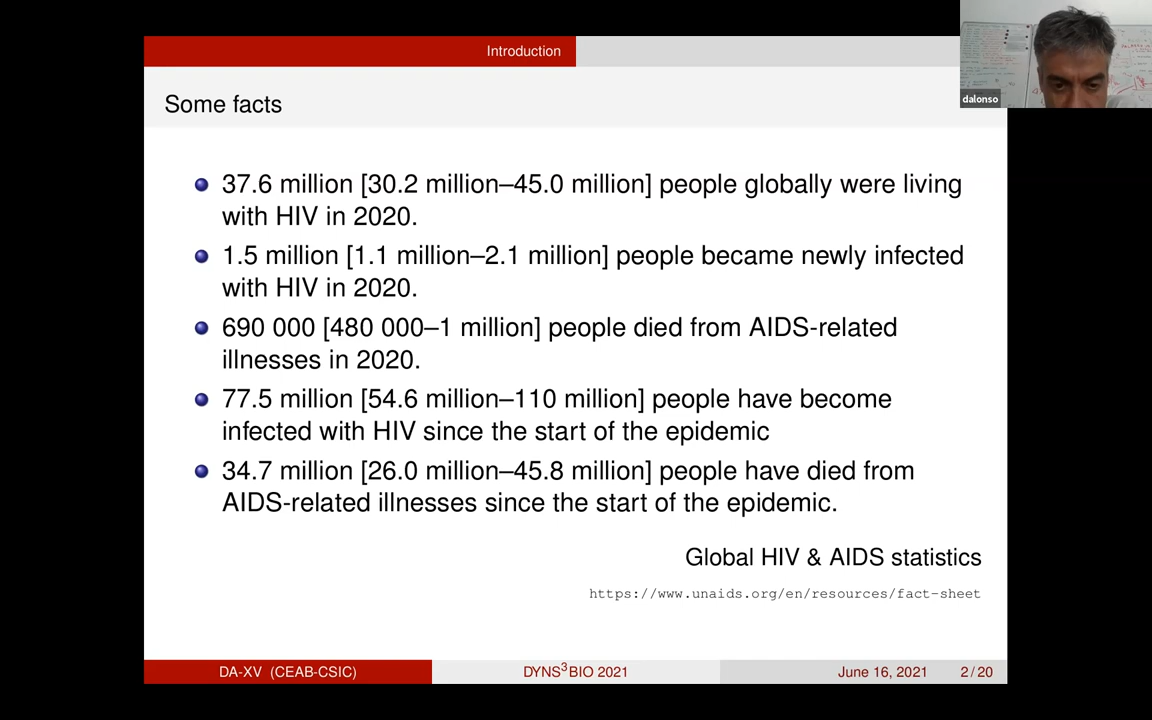 Introduction
dalonso
Some facts
37.6 million [30.2 million–45.0 million] people globally were living
with HIV in 2020.
1.5 million [1.1 million–2.1 million] people became newly infected
with HIV in 2020.
690 000 [480 000–1 million] people died from AIDS-related
illnesses in 2020.
77.5 million [54.6 million–110 million] people have become
infected with HIV since the start of the epidemic
34.7 million [26.0 million–45.8 million] people have died from
AIDS-related illnesses since the start of the epidemic.
Global HIV & AIDS statistics
https://www.unaids.org/en/resources/fact-sheet
DA-XV (CEAB-CSIC) DYNS³BIO 2021 June 16, 2021 2/20